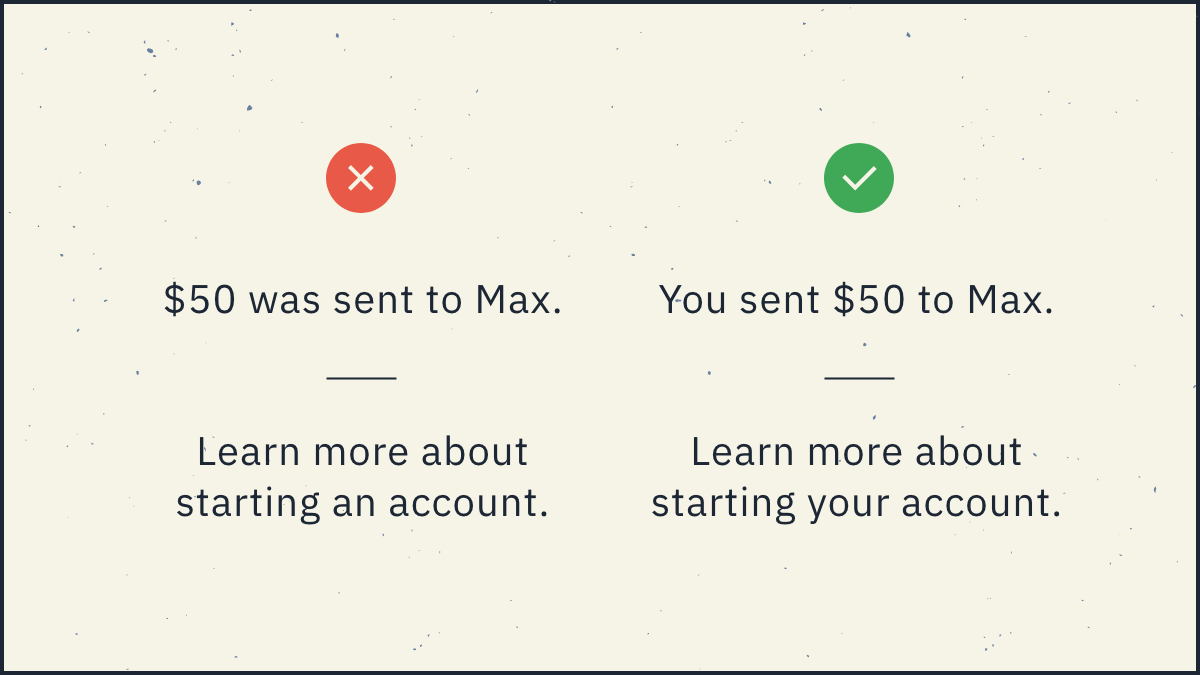 $50 was sent to Max.
Learn more about
starting an account.
You sent $50 to Max.
Learn more about
starting your account.